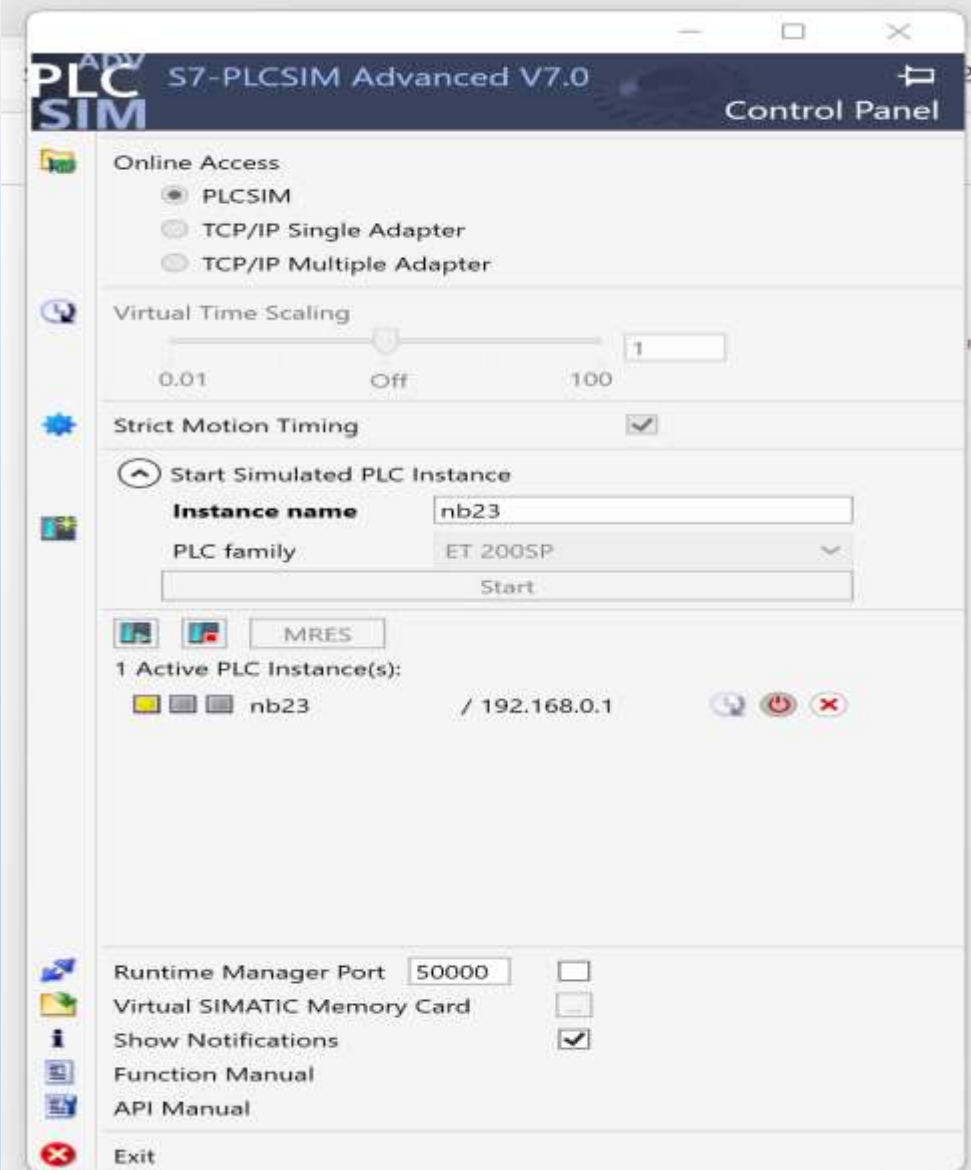 ADV
PLC
SIM
S7-PLCSIM Advanced V7.0
Control Panel
Online Access
PLCSIM
TCP/IP Single Adapter
TCP/IP Multiple Adapter
Virtual Time Scaling
1
0.01 Off 100
Strict Motion Timing
Start Simulated PLC Instance
Instance name nb23
PLC family ET 200SP
Start
MRES
1 Active PLC Instance(s):
nb23 / 192.168.0.1
Runtime Manager Port 50000
Virtual SIMATIC Memory Card ...
Show Notifications
Function Manual
API Manual
Exit